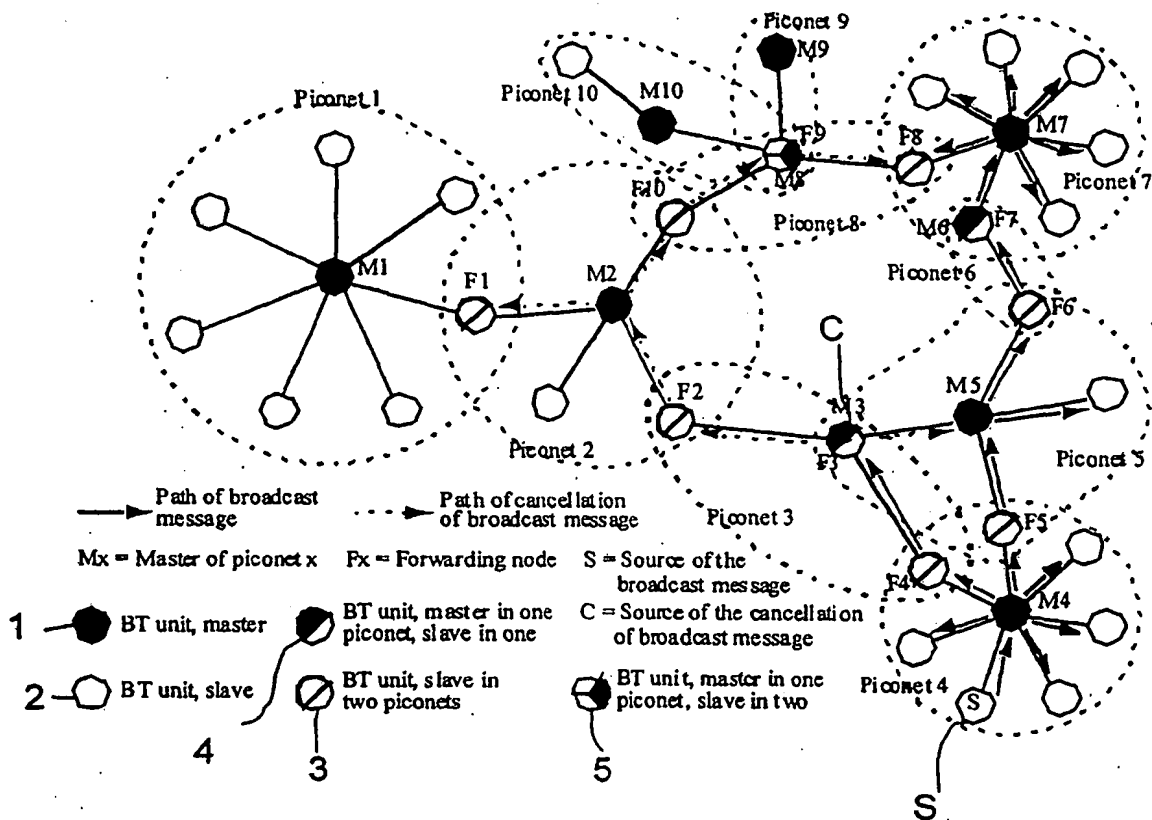 Piconet 9
M9
Piconet 10
M10
Piconet 1
F9
F8
M7
M8
Piconet 7
F10
Piconet 8
M6
F7
M1
F1
M2
Piconet 6
F6
C
F2
M3
M5
F3
Piconet 2
Piconet 5
Path of broadcast
message
Path of cancellation
of broadcast message
Piconet 3
F5
Mx = Master of piconet x
Fx = Forwarding node
S = Source of the
broadcast message
F4
M4
1
BT unit, master
BT unit, master in one
piconet, slave in one
C = Source of the cancellation
of broadcast message
2
BT unit, slave
BT unit, slave in
two piconets
BT unit, master in one
piconet, slave in two
Piconet 4
S
4
3
5
S